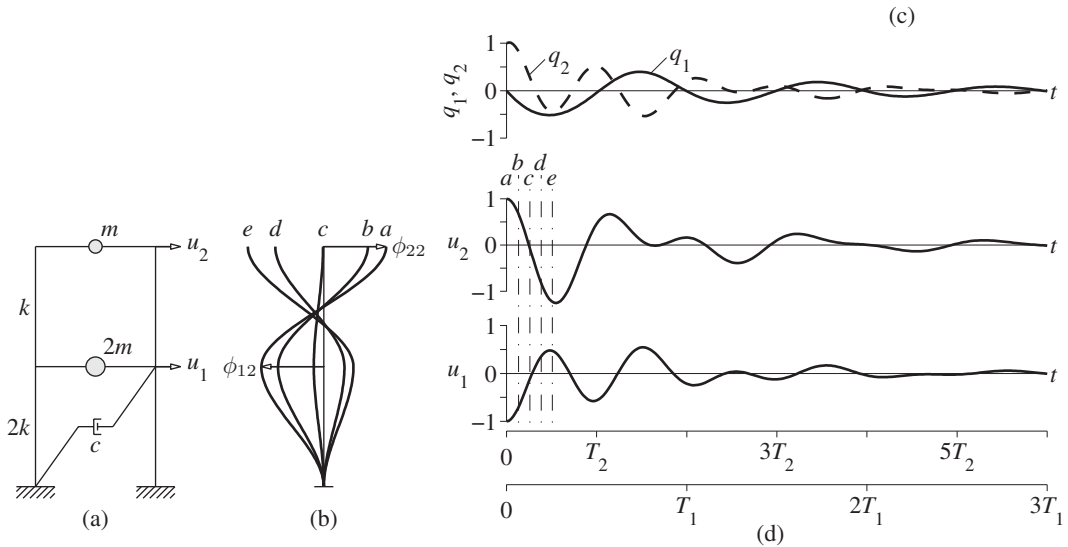 (c)
1
0
−1
q1, q2
q2
q1
t
a b c d e
1
0
−1
u2
t
1
0
−1
u1
t
0 T2 3T2 5T2
0 T1 2T1 3T1
(d)
m
u2
k
2m
u1
2k
c
(a)
e d c b a
ϕ22
ϕ12
(b)